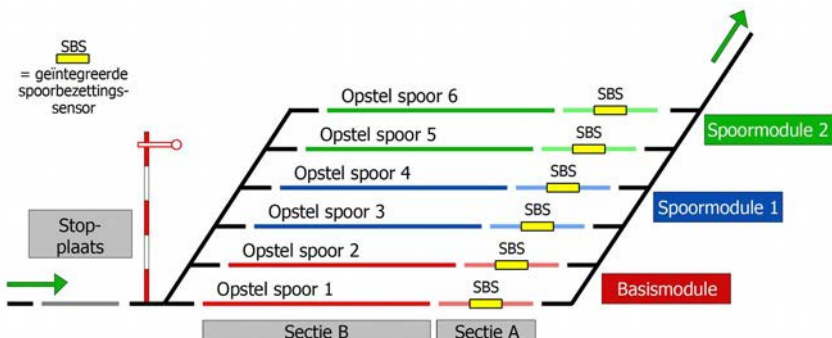 SBS
= geïntegreerde
spoorbezettings-
sensor
Opstel spoor 6
SBS
Spoormodule 2
Opstel spoor 5
SBS
Opstel spoor 4
SBS
Spoormodule 1
Stop-
plaats
Opstel spoor 3
SBS
Opstel spoor 2
SBS
Basismodule
Opstel spoor 1
SBS
Sectie B
Sectie A